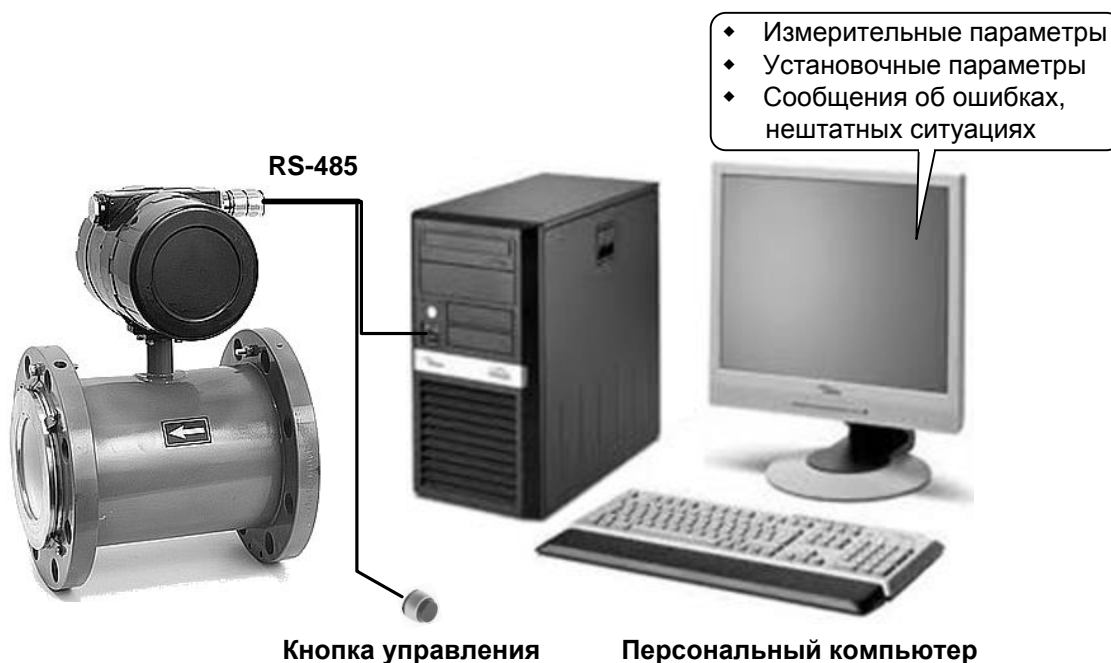 ◆ Измерительные параметры
◆ Установочные параметры
◆ Сообщения об ошибках,
нештатных ситуациях
RS-485
Кнопка управления
Персональный компьютер